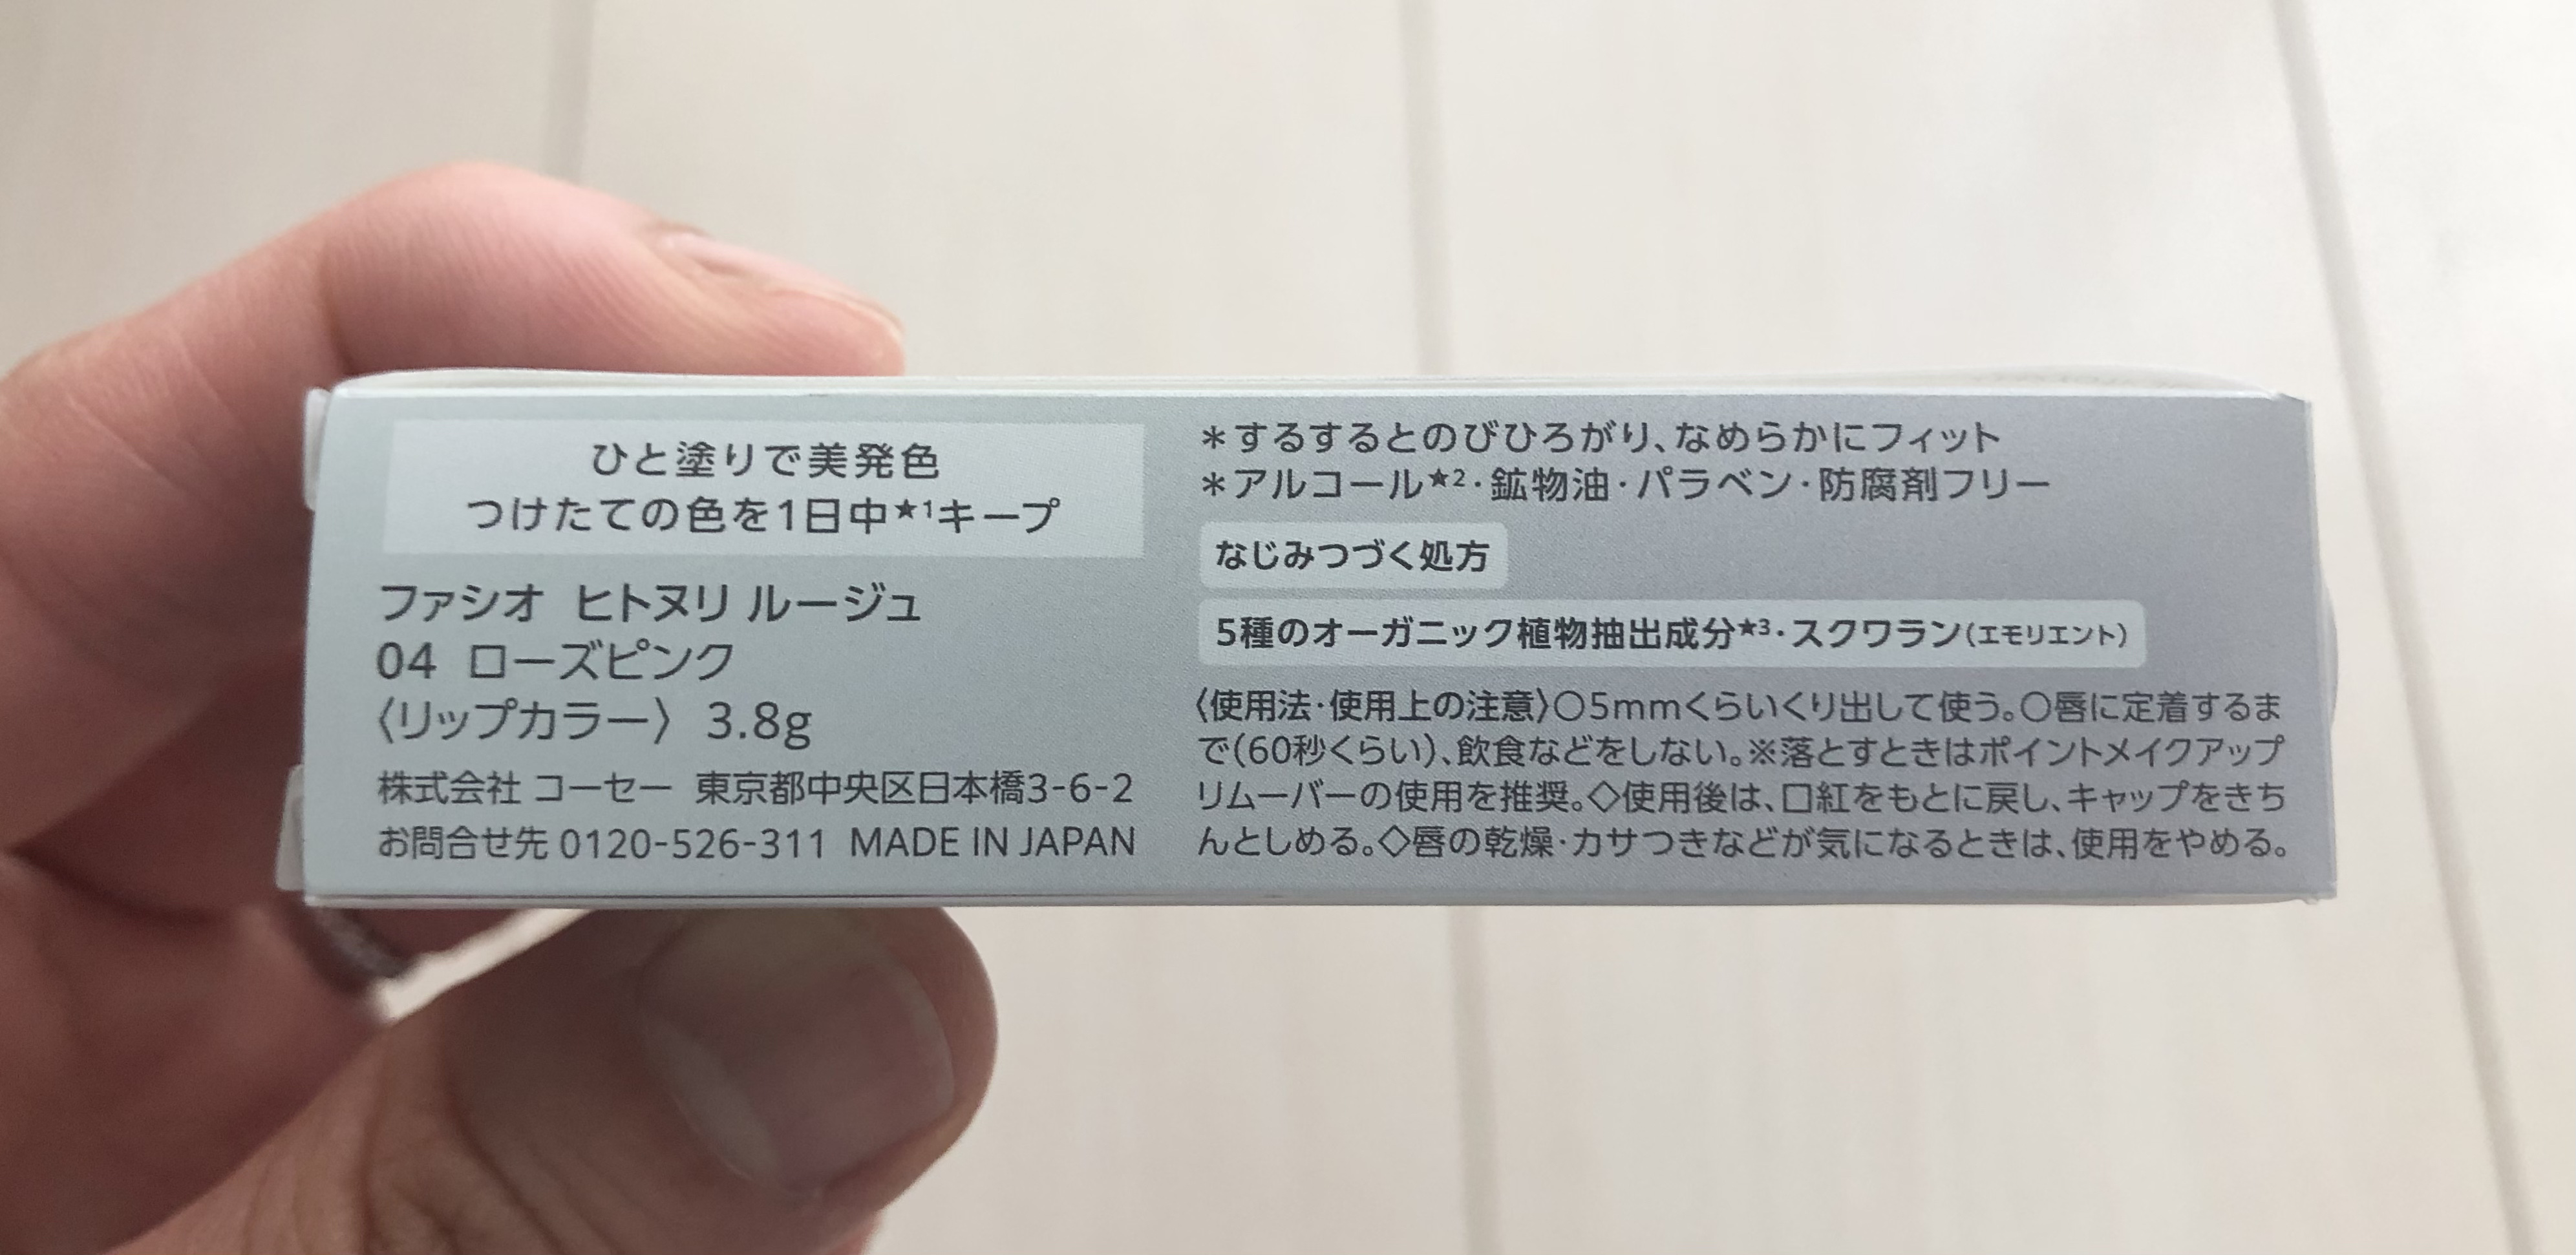 ひと塗りで美発色
つけたての色を1日中★1キープ
ファシオ ヒトヌリ ルージュ
04 ローズピンク
〈リップカラー〉 3.8g
株式会社 コーセー 東京都中央区日本橋3-6-2
お問合せ先 0120-526-311 MADE IN JAPAN
＊するするとのびひろがり、なめらかにフィット
＊アルコール★2・鉱物油・パラベン・防腐剤フリー
なじみつづく処方
5種のオーガニック植物抽出成分★3・スクワラン(エモリエント)
〈使用法・使用上の注意〉○5mmくらいくり出して使う。○唇に定着するま
で(60秒くらい)、飲食などをしない。※落とすときはポイントメイクアップ
リムーバーの使用を推奨。◇使用後は、口紅をもとに戻し、キャップをきち
んとしめる。◇唇の乾燥・カサつきなどが気になるときは、使用をやめる。